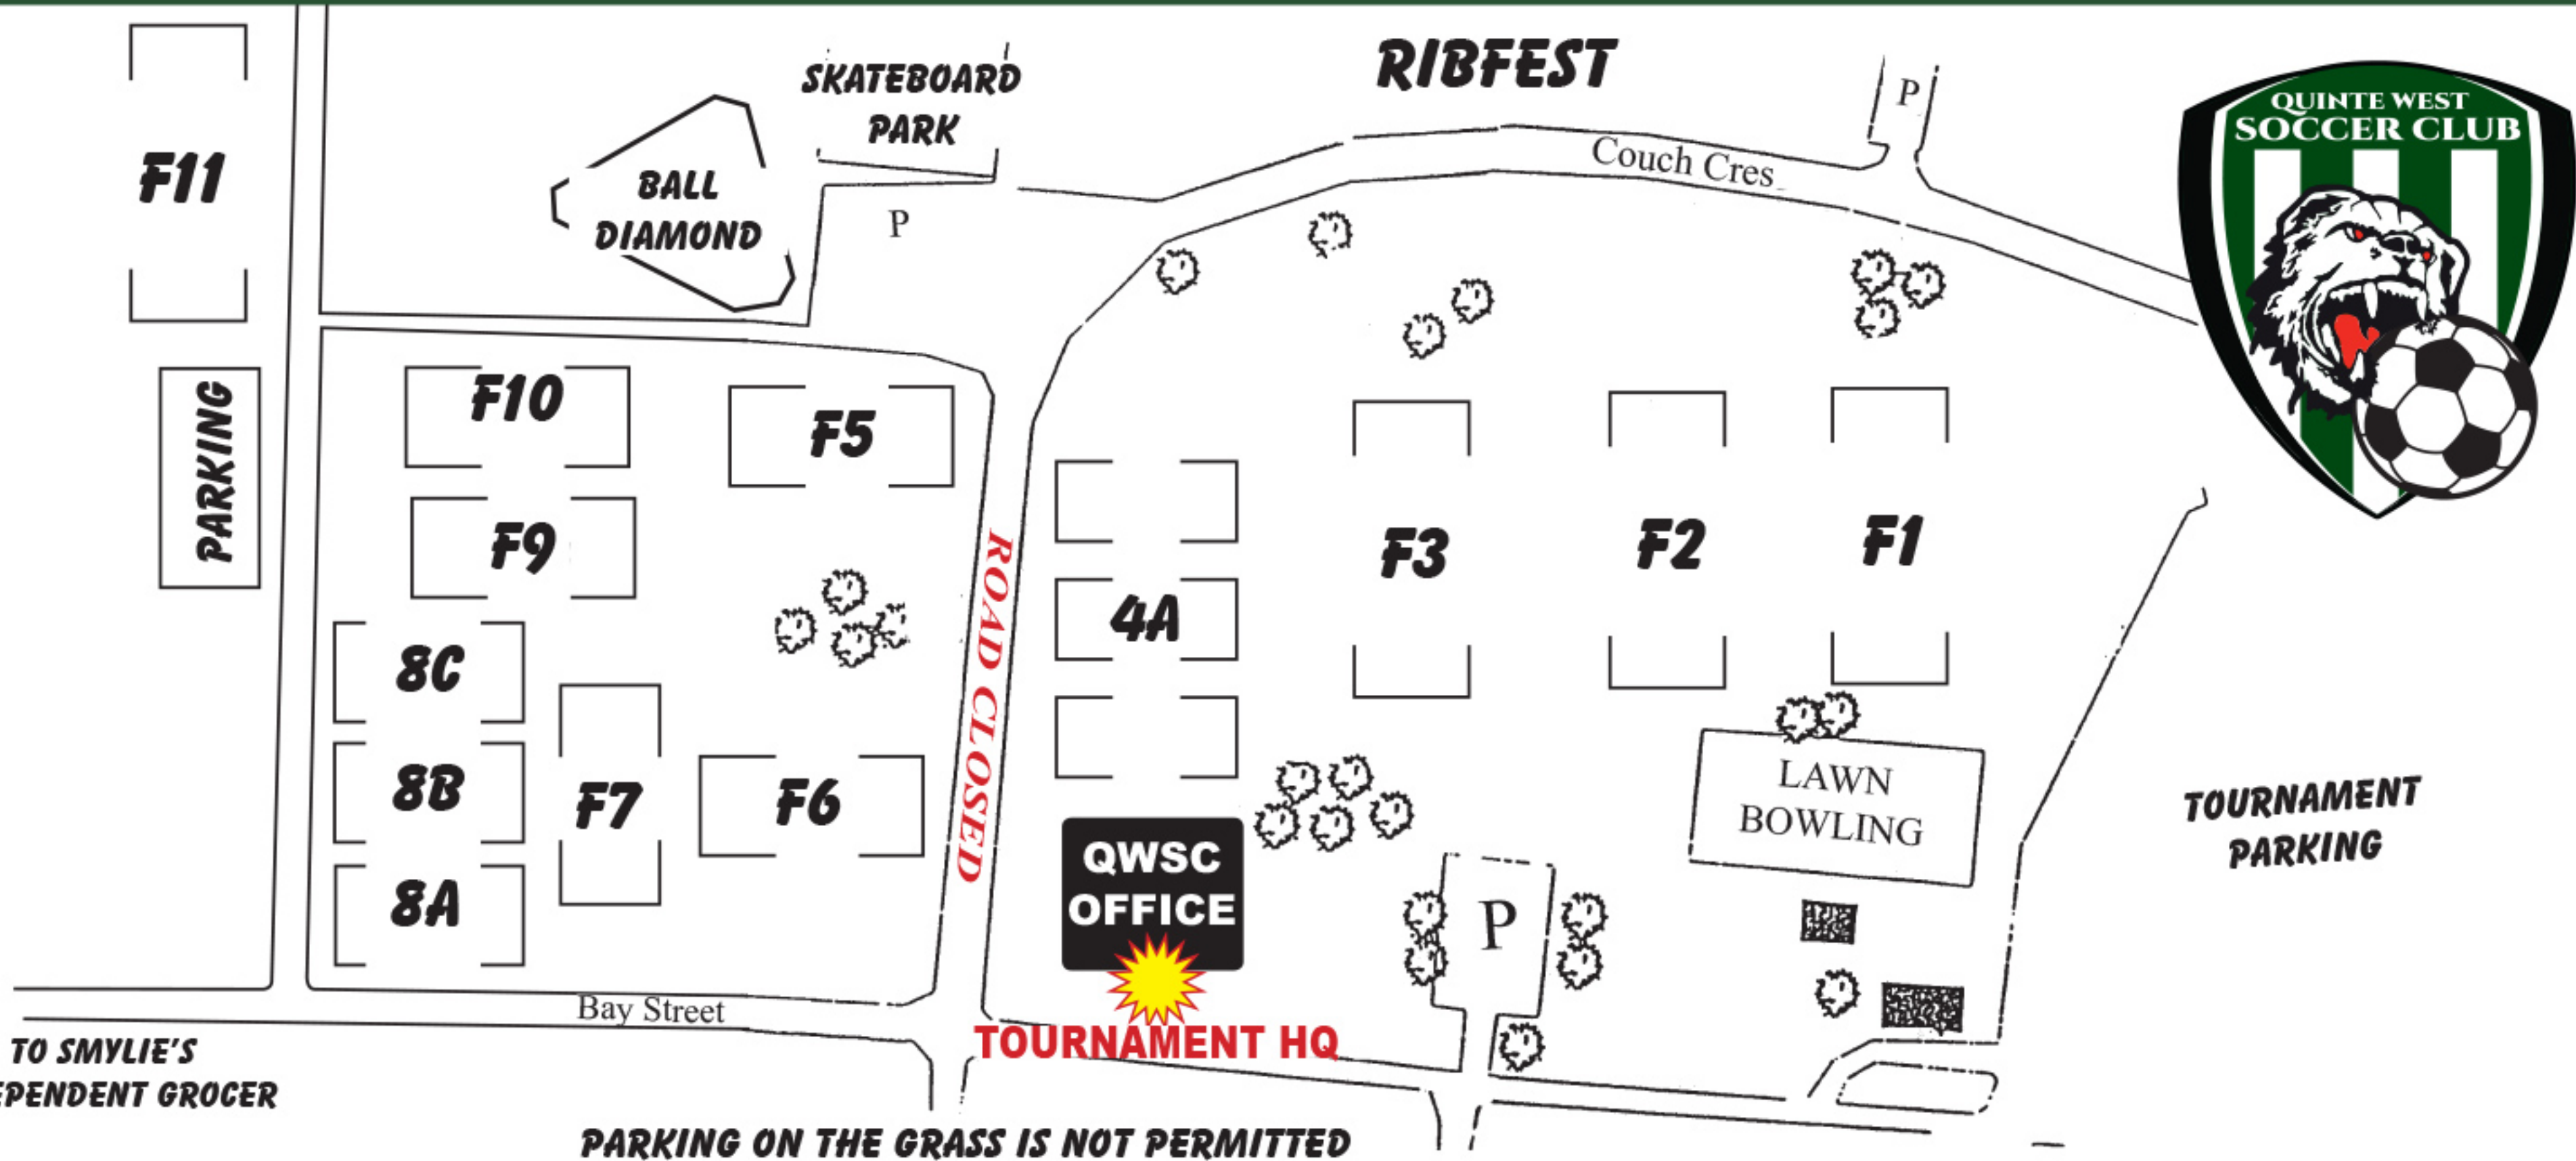 RIBFEST
SKATEBOARD
PARK
P
QUINTE WEST
SOCCER CLUB
F11
BALL
DIAMOND
P
Couch Cres
PARKING
F10
F5
F9
F3
F2
F1
ROAD CLOSED
4A
8C
8B
F7
F6
8A
QWSC
OFFICE
P
LAWN
BOWLING
TOURNAMENT
PARKING
Bay Street
TOURNAMENT HQ
TO SMYLIE'S
EPENDENT GROCER
PARKING ON THE GRASS IS NOT PERMITTED